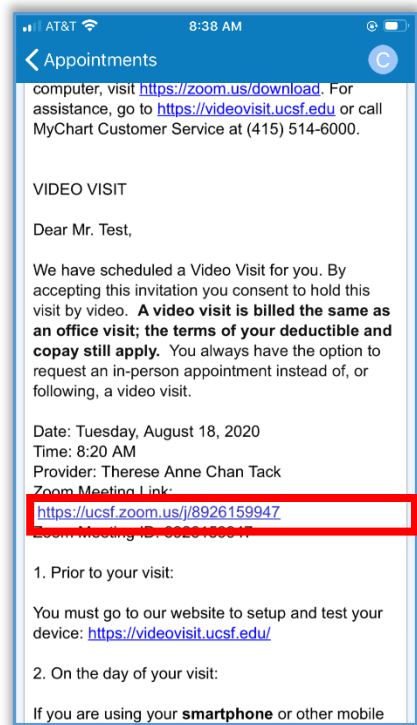 AT&T 8:38 AM
Appointments C
computer, visit https://zoom.us/download. For
assistance, go to https://videovisit.ucsf.edu or call
MyChart Customer Service at (415) 514-6000.
VIDEO VISIT
Dear Mr. Test,
We have scheduled a Video Visit for you. By
accepting this invitation you consent to hold this
visit by video. A video visit is billed the same as
an office visit; the terms of your deductible and
copay still apply. You always have the option to
request an in-person appointment instead of, or
following, a video visit.
Date: Tuesday, August 18, 2020
Time: 8:20 AM
Provider: Therese Anne Chan Tack
Zoom Meeting Link:
https://ucsf.zoom.us/j/8926159947
Zoom Meeting ID: 8926159947
1. Prior to your visit:
You must go to our website to setup and test your
device: https://videovisit.ucsf.edu/
2. On the day of your visit:
If you are using your smartphone or other mobile